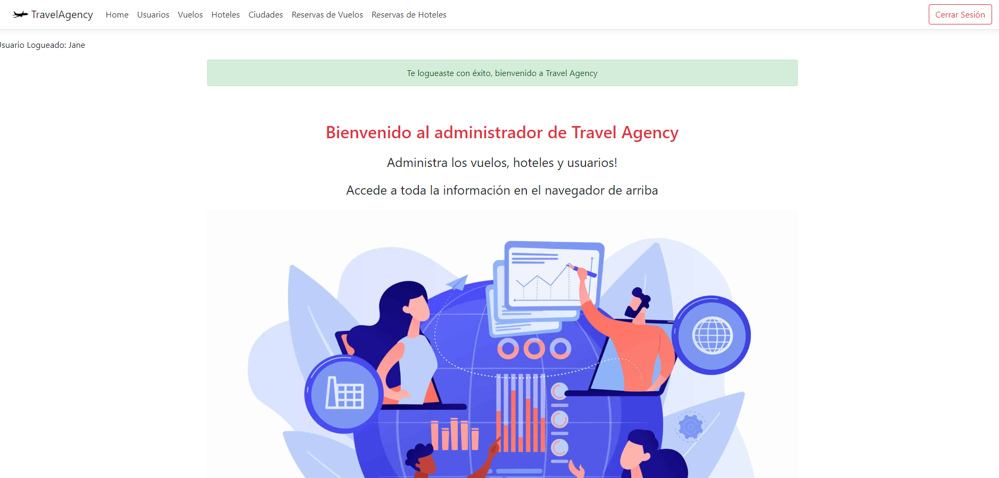 TravelAgency Home Usuarios Vuelos Hoteles Ciudades Reservas de Vuelos Reservas de Hoteles Cerrar Sesión
Usuario Logueado: Jane
Te logueaste con éxito, bienvenido a Travel Agency
Bienvenido al administrador de Travel Agency
Administra los vuelos, hoteles y usuarios!
Accede a toda la información en el navegador de arriba